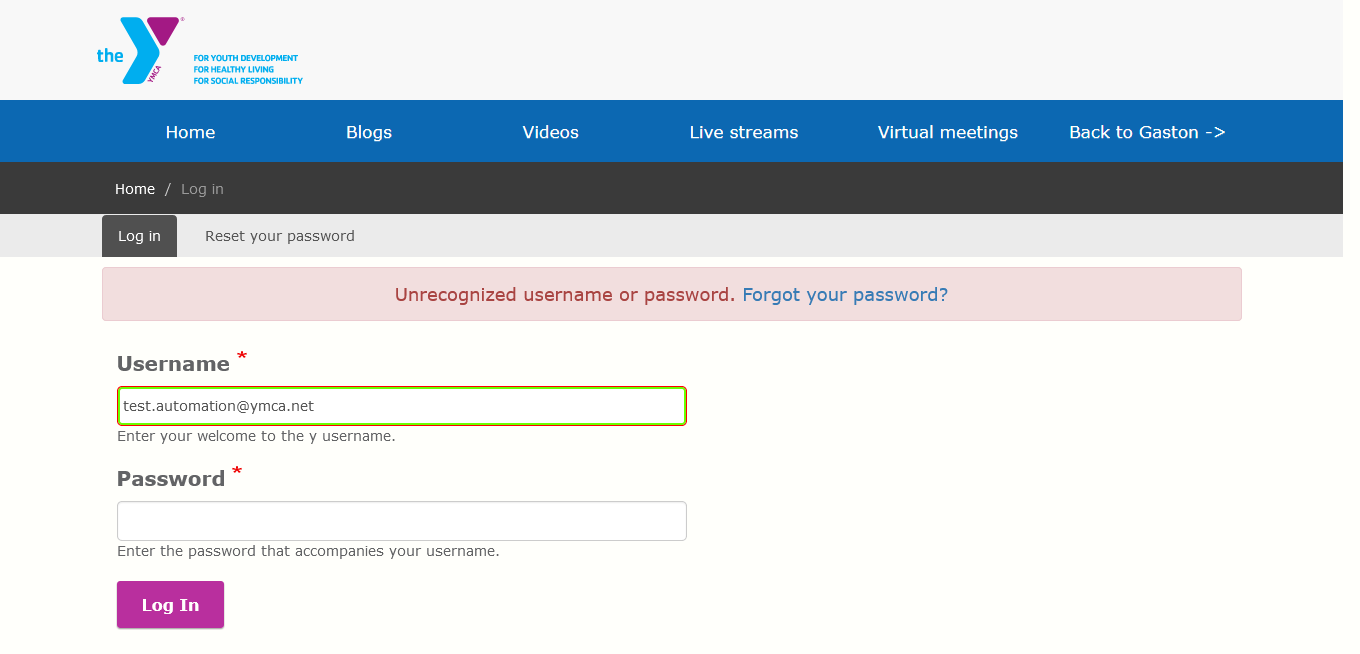 the
YMCA
®
FOR YOUTH DEVELOPMENT
FOR HEALTHY LIVING
FOR SOCIAL RESPONSIBILITY
Home Blogs Videos Live streams Virtual meetings Back to Gaston ->
Home / Log in
Log in Reset your password
Unrecognized username or password. Forgot your password?
Username *
test.automation@ymca.net
Enter your welcome to the y username.
Password *
Enter the password that accompanies your username.
Log In